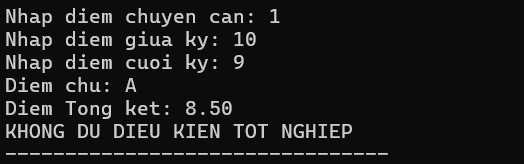 Nhap diem chuyen can: 1
Nhap diem giua ky: 10
Nhap diem cuoi ky: 9
Diem chu: A
Diem Tong ket: 8.50
KHONG DU DIEU KIEN TOT NGHIEP
--------------------------------